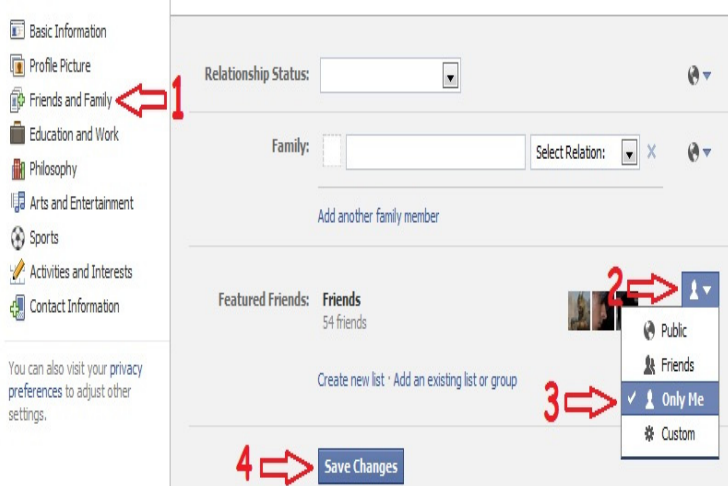 Basic Information
Profile Picture
Friends and Family
1
Education and Work
Philosophy
Arts and Entertainment
Sports
Activities and Interests
Contact Information
You can also visit your privacy
preferences to adjust other
settings.
Relationship Status:
Family:
Select Relation:
Add another family member
Featured Friends:
Friends
54 friends
2
Public
Friends
3
Only Me
Custom
Create new list · Add an existing list or group
4
Save Changes